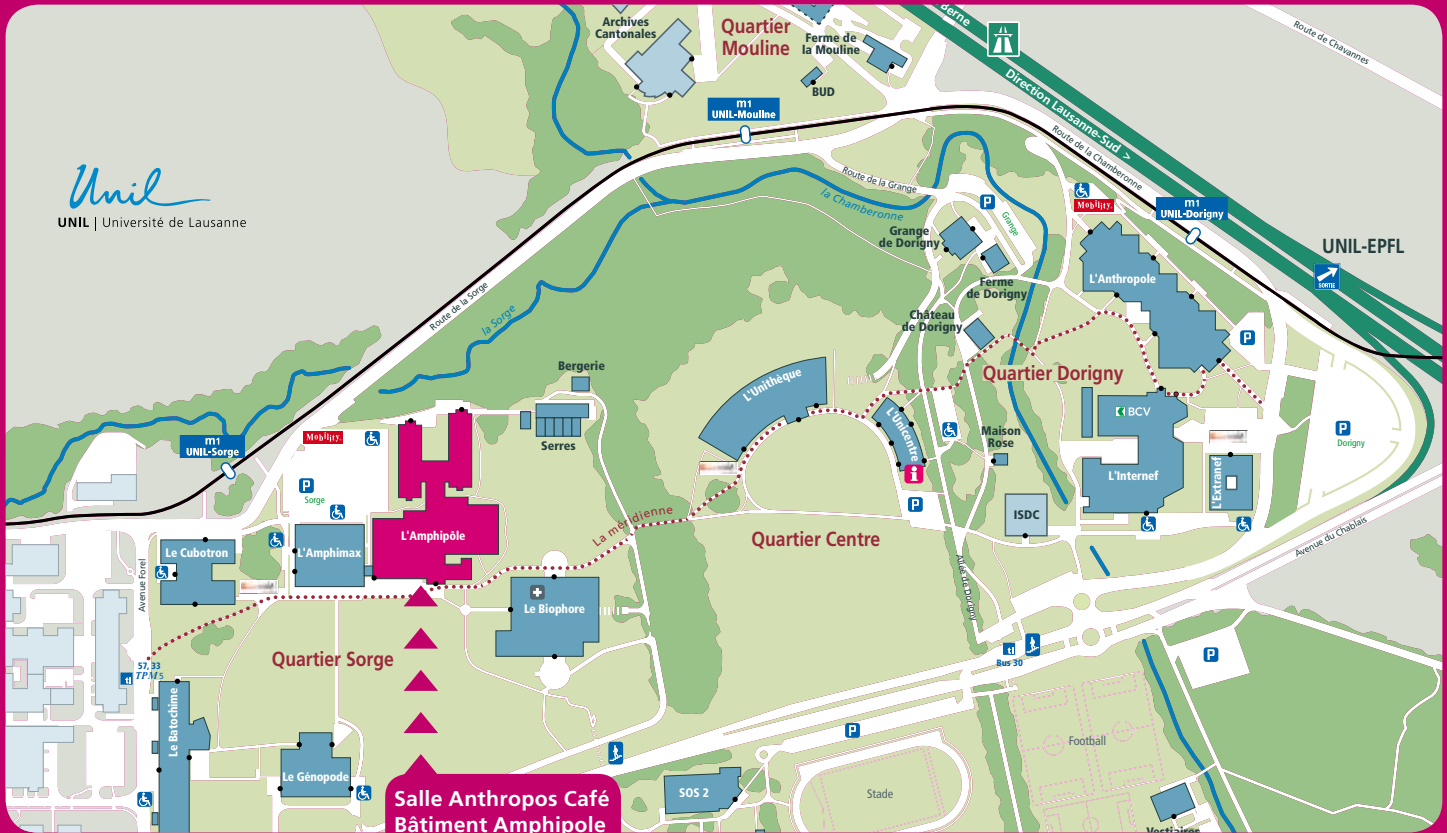 Archives
Cantonales
Quartier
Mouline
Ferme de
la Mouline
BUD
Berne
Direction Lausanne-Sud >
Route de Chavannes
m1
UNIL-Mouline
Route de la Chamberonne
Route de la Grange
la Chamberonne
P
Grange
Mobility.
m1
UNIL-Dorigny
UNIL-EPFL
SORTIE
Unil
UNIL | Université de Lausanne
Grange
de Dorigny
Ferme
de Dorigny
L'Anthropole
Château
de Dorigny
Route de la Sorge
la Sorge
P
Bergerie
L'Unithèque
Quartier Dorigny
Serres
L'Unicentre
Maison
Rose
BCV
P
Dorigny
m1
UNIL-Sorge
Mobility.
P
Sorge
i
P
L'Internef
L'Extranef
ISDC
La méridienne
Quartier Centre
Avenue du Chablais
Le Cubotron
L'Amphimax
L'Amphipôle
Avenue Forel
Allée de Dorigny
Le Biophore
Quartier Sorge
57, 33
tl TPM 5
tl
Bus 30
P
Le Batochime
P
Football
Le Génopode
SOS 2
Stade
Salle Anthropos Café
Bâtiment Amphipole
Vestiaires